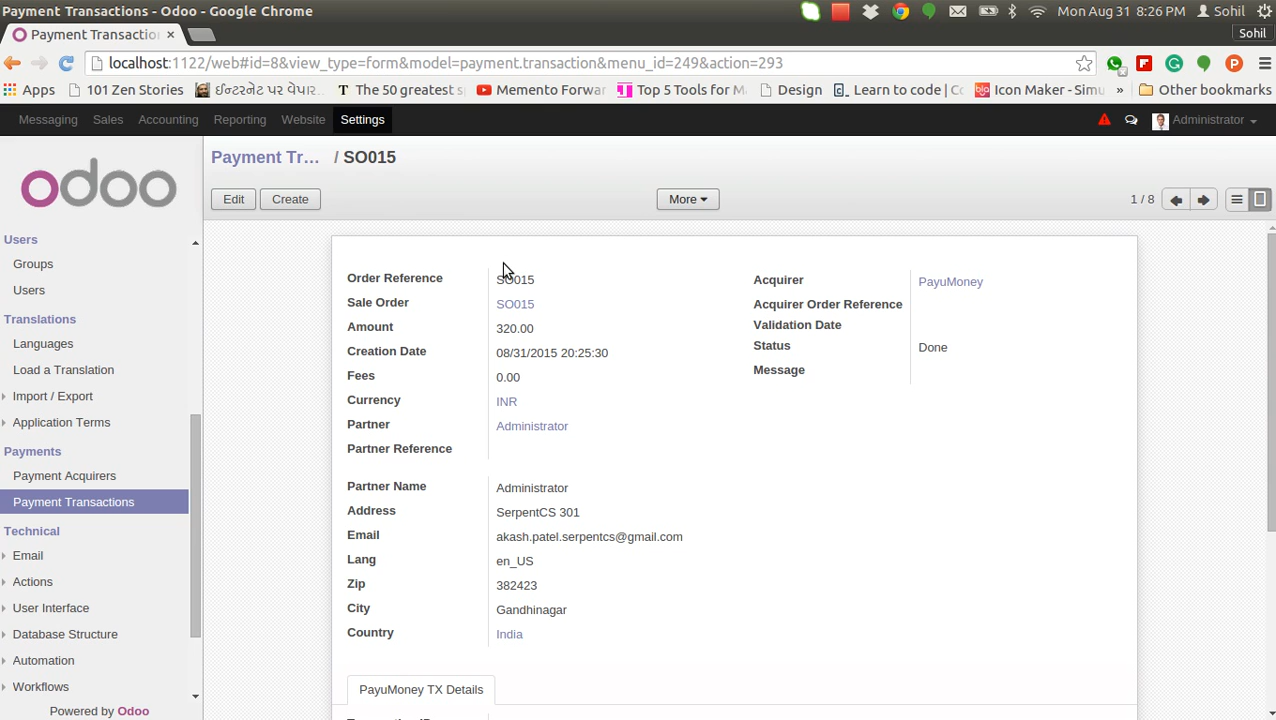 Payment Transactions - Odoo - Google Chrome
Mon Aug 31 8:26 PM Sohil
Payment Transactio
Sohil
localhost:1122/web#id=8&view_type=form&model=payment.transaction&menu_id=249&action=293
Apps 101 Zen Stories ઈન્ટરનેટ પર વેપાર... The 50 greatest s Memento Forwar Top 5 Tools for M Design Learn to code | Co Icon Maker - Simu » Other bookmarks
Messaging Sales Accounting Reporting Website Settings Administrator
odoo
Payment Tr... / SO015
Edit Create More 1 / 8
Users
Groups
Users
Translations
Languages
Load a Translation
Import / Export
Application Terms
Payments
Payment Acquirers
Payment Transactions
Technical
Email
Actions
User Interface
Database Structure
Automation
Workflows
Powered by Odoo
Order Reference SO015
Sale Order SO015
Amount 320.00
Creation Date 08/31/2015 20:25:30
Fees 0.00
Currency INR
Partner Administrator
Partner Reference
Acquirer PayuMoney
Acquirer Order Reference
Validation Date
Status Done
Message
Partner Name Administrator
Address SerpentCS 301
Email akash.patel.serpentcs@gmail.com
Lang en_US
Zip 382423
City Gandhinagar
Country India
PayuMoney TX Details